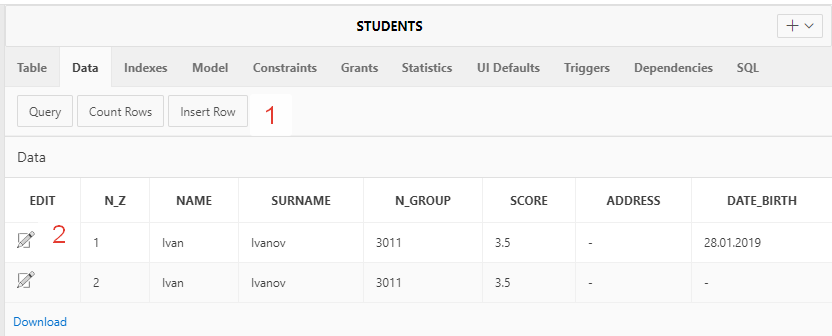 STUDENTS
Table Data Indexes Model Constraints Grants Statistics UI Defaults Triggers Dependencies SQL
Query Count Rows Insert Row 1
Data
EDIT N_Z NAME SURNAME N_GROUP SCORE ADDRESS DATE_BIRTH
2 1 Ivan Ivanov 3011 3.5 - 28.01.2019
2 Ivan Ivanov 3011 3.5 - -
Download